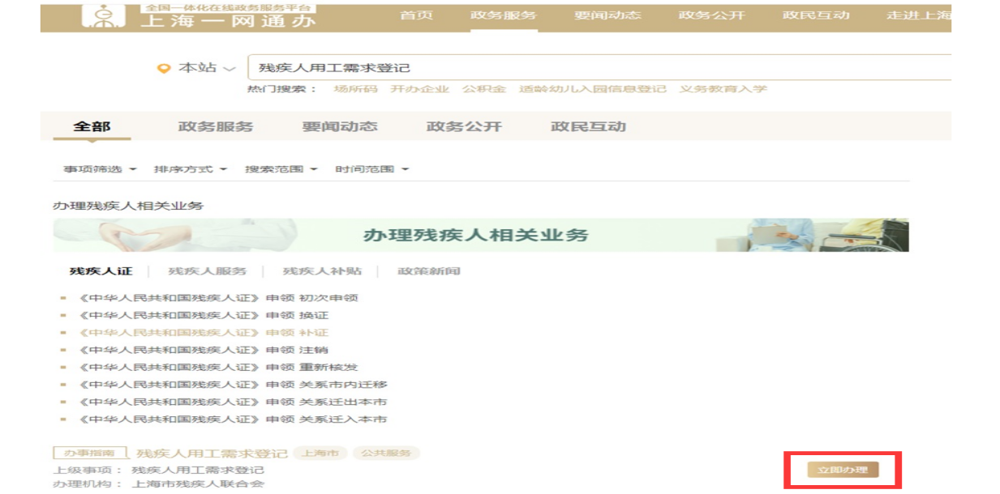 全国一体化在线政务服务平台
上海一网通办 首页 政务服务 要闻动态 政务公开 政民互动 走进上海
本站 残疾人用工需求登记
热门搜索： 场所码 开办企业 公积金 适龄幼儿入园信息登记 义务教育入学
全部 政务服务 要闻动态 政务公开 政民互动
事项筛选 排序方式 搜索范围 时间范围
办理残疾人相关业务
办理残疾人相关业务
残疾人证 残疾人服务 残疾人补贴 政策新闻
《中华人民共和国残疾人证》申领 初次申领
《中华人民共和国残疾人证》申领 换证
《中华人民共和国残疾人证》申领 补证
《中华人民共和国残疾人证》申领 注销
《中华人民共和国残疾人证》申领 重新核发
《中华人民共和国残疾人证》申领 关系市内迁移
《中华人民共和国残疾人证》申领 关系迁出本市
《中华人民共和国残疾人证》申领 关系迁入本市
办事指南 残疾人用工需求登记 上海市 公共服务
上级事项： 残疾人用工需求登记 立即办理
办理机构： 上海市残疾人联合会